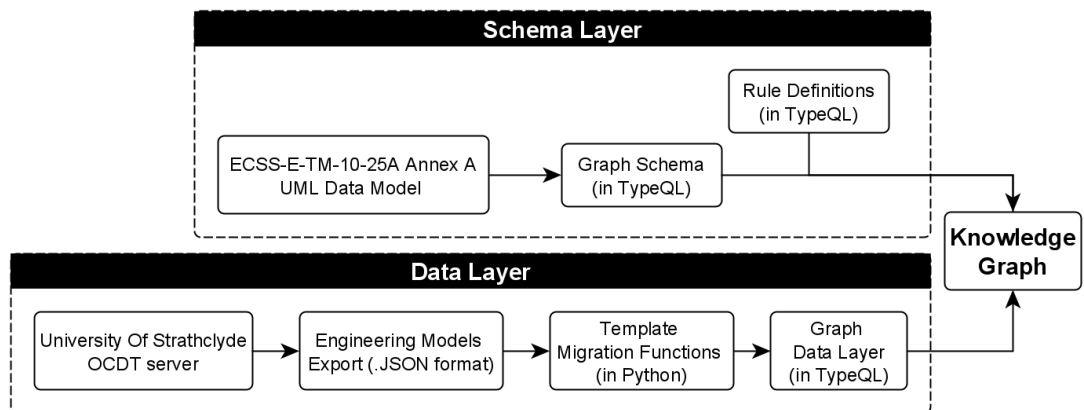 Schema Layer
Rule Definitions
(in TypeQL)
ECSS-E-TM-10-25A Annex A
UML Data Model
Graph Schema
(in TypeQL)
Knowledge
Graph
Data Layer
University Of Strathclyde
OCDT server
Engineering Models
Export (.JSON format)
Template
Migration Functions
(in Python)
Graph
Data Layer
(in TypeQL)